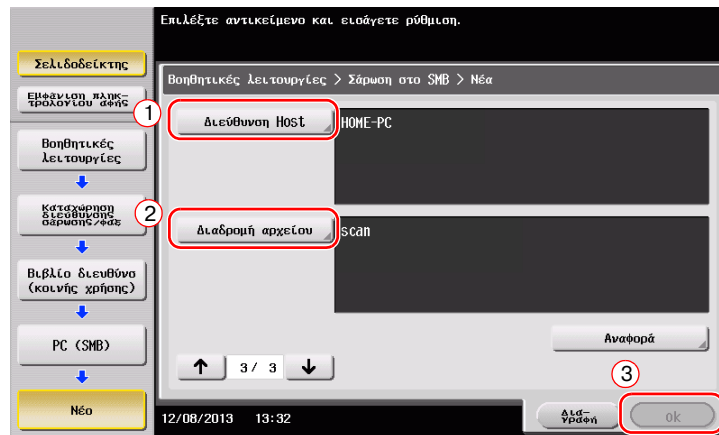 Επιλέξτε αντικείμενο και εισάγετε ρύθμιση.
Σελιδοδείκτης
Εμφάνιση πληκ-
τρολογίου αφής
1
Βοηθητικές
λειτουργίες
Καταχώρηση
διεύθυνσης
σάρωσης/φαξ
2
Βιβλίο διευθύνσ
(κοινής χρήσης)
PC (SMB)
Νέο
Βοηθητικές λειτουργίες > Σάρωση στο SMB > Νέα
Διεύθυνση Host
HOME-PC
Διαδρομή αρχείου
scan
Αναφορά
↑ 3/ 3 ↓
3
12/08/2013 13:32
Δια-
γραφή
ok